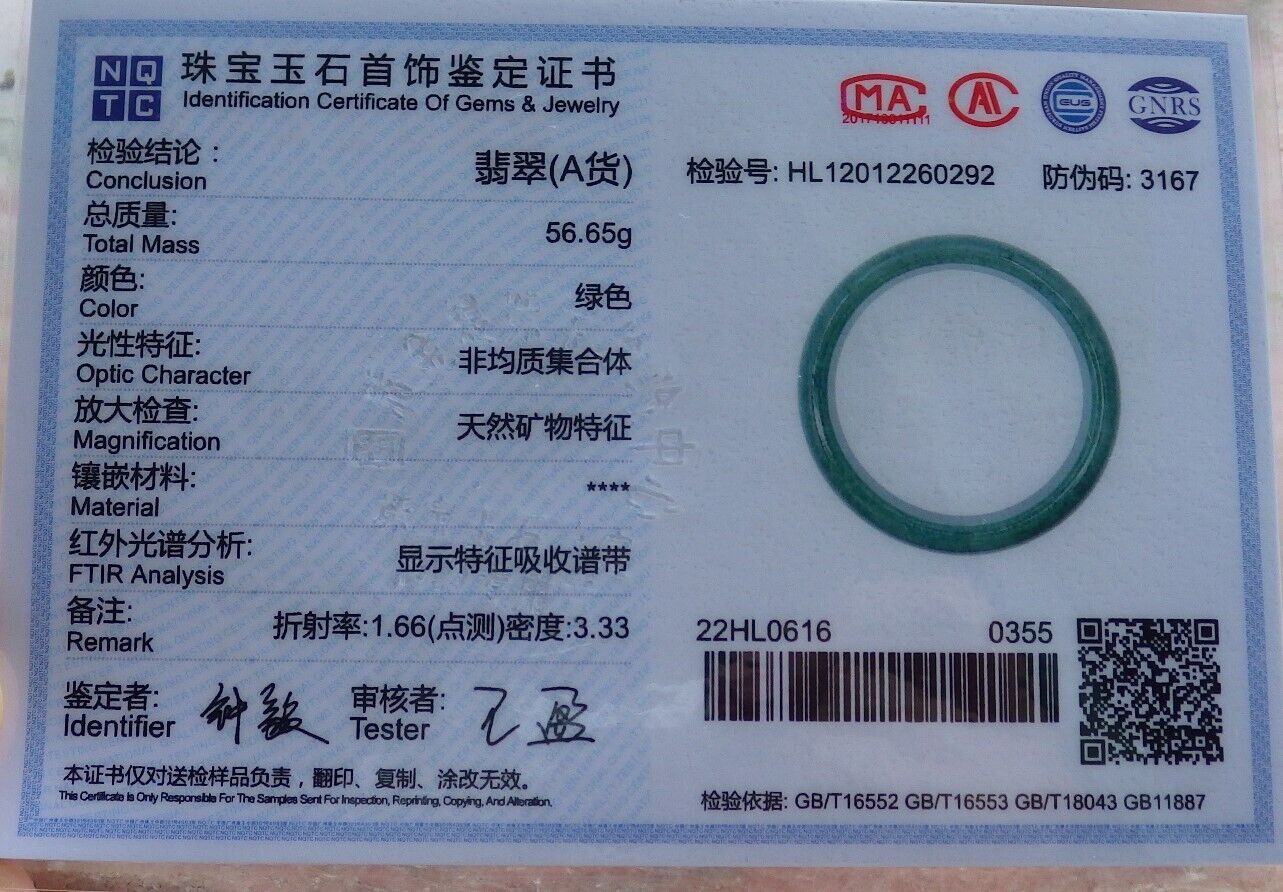 NQ
TC
珠宝玉石首饰鉴定证书
Identification Certificate Of Gems & Jewelry
检验结论：
Conclusion
翡翠(A货)
总质量:
Total Mass
56.65g
颜色:
Color
绿色
光性特征:
Optic Character
非均质集合体
放大检查:
Magnification
天然矿物特征
镶嵌材料:
Material
****
红外光谱分析:
FTIR Analysis
显示特征吸收谱带
备注:
Remark
折射率:1.66(点测)密度:3.33
鉴定者:
Identifier
审核者:
Tester
本证书仅对送检样品负责，翻印、复制、涂改无效。
This Certificate Is Only Responsible For The Samples Sent For Inspection, Reprinting, Copying, And Alteration.
MA
GNRS
检验号: HL12012260292 防伪码: 3167
22HL0616 0355
检验依据: GB/T16552 GB/T16553 GB/T18043 GB11887